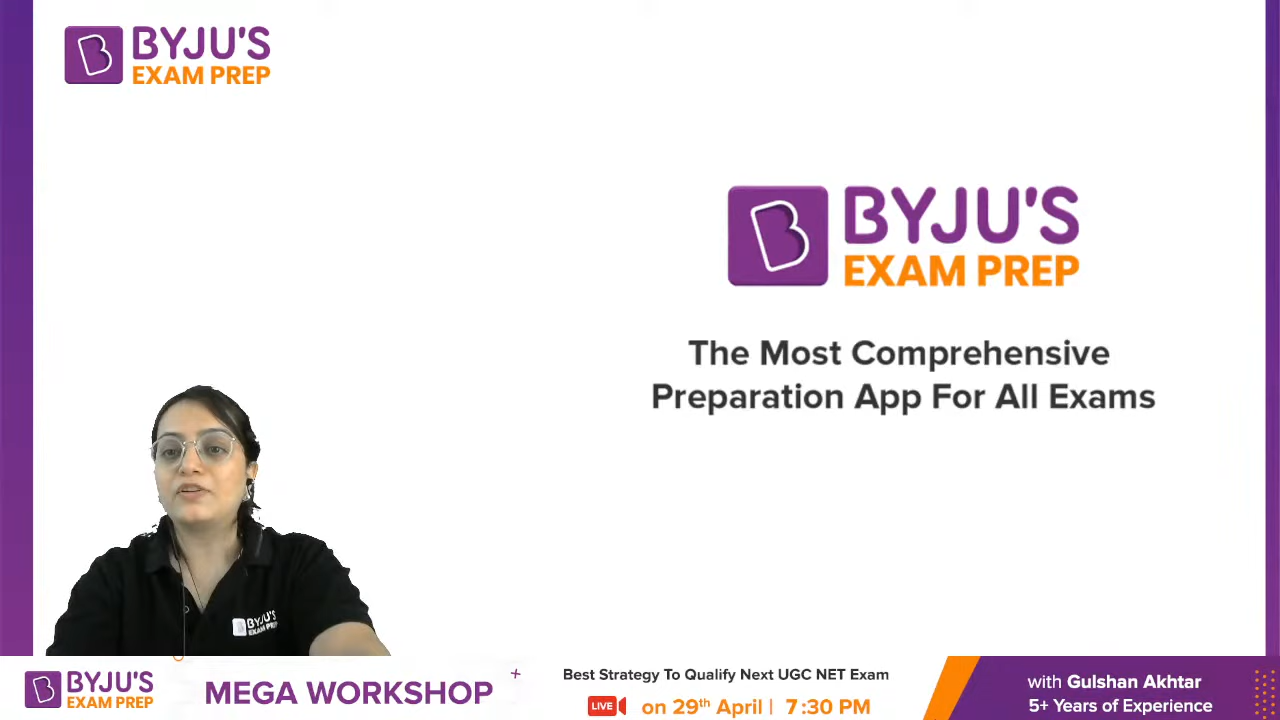 BYJU'S
EXAM PREP
BYJU'S
EXAM PREP
The Most Comprehensive
Preparation App For All Exams
BYJU'S
EXAM PREP
BYJU'S
EXAM PREP
MEGA WORKSHOP
Best Strategy To Qualify Next UGC NET Exam
LIVE on 29th April | 7:30 PM
with Gulshan Akhtar
5+ Years of Experience